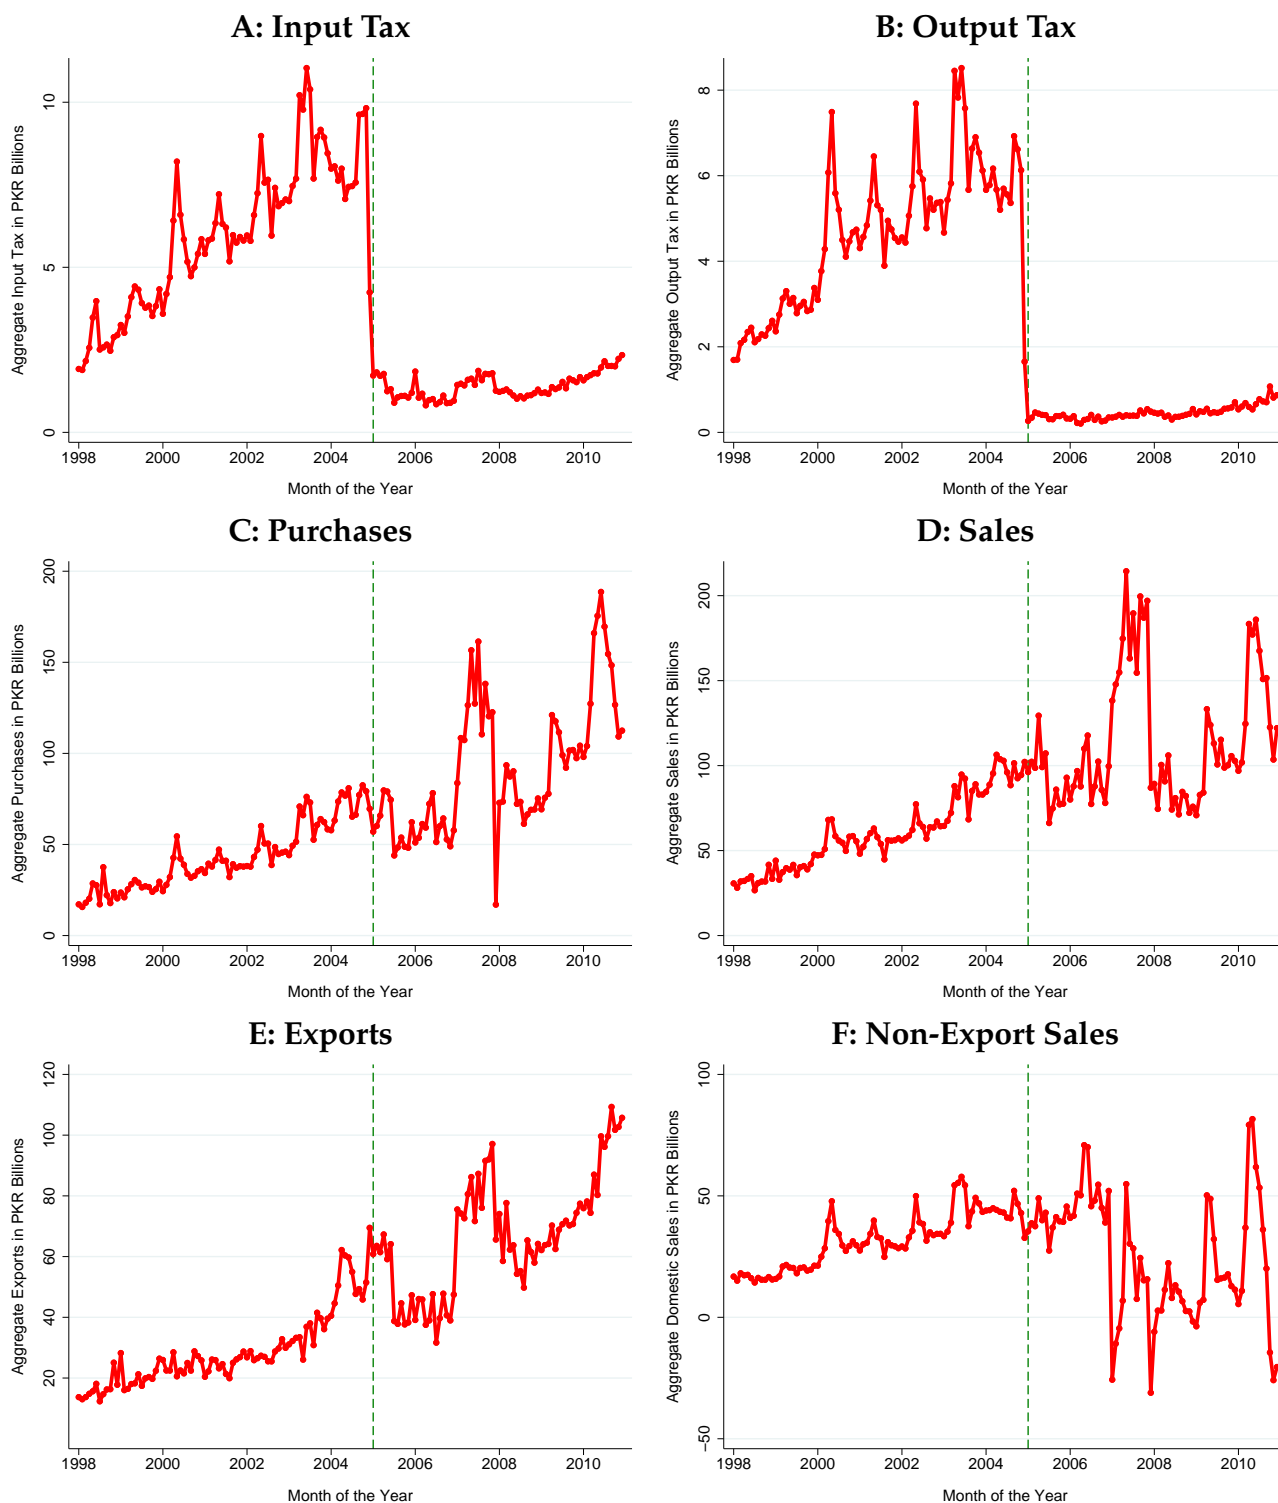 A: Input Tax
Aggregate Input Tax in PKR Billions
10
5
0
1998 2000 2002 2004 2006 2008 2010
Month of the Year
B: Output Tax
Aggregate Output Tax in PKR Billions
8
6
4
2
0
1998 2000 2002 2004 2006 2008 2010
Month of the Year
C: Purchases
Aggregate Purchases in PKR Billions
200
150
100
50
0
1998 2000 2002 2004 2006 2008 2010
Month of the Year
D: Sales
Aggregate Sales in PKR Billions
200
150
100
50
0
1998 2000 2002 2004 2006 2008 2010
Month of the Year
E: Exports
Aggregate Exports in PKR Billions
120
100
80
60
40
20
1998 2000 2002 2004 2006 2008 2010
Month of the Year
F: Non-Export Sales
Aggregate Domestic Sales in PKR Billions
100
50
0
−50
1998 2000 2002 2004 2006 2008 2010
Month of the Year